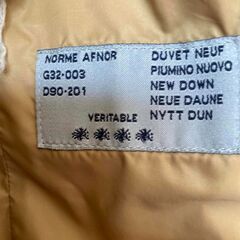 NORME AFNOR
G32-003
D90-201
VERITABLE
DUVET NEUF
PIUMINO NUOVO
NEW DOWN
NEUE DAUNE
NYTT DUN